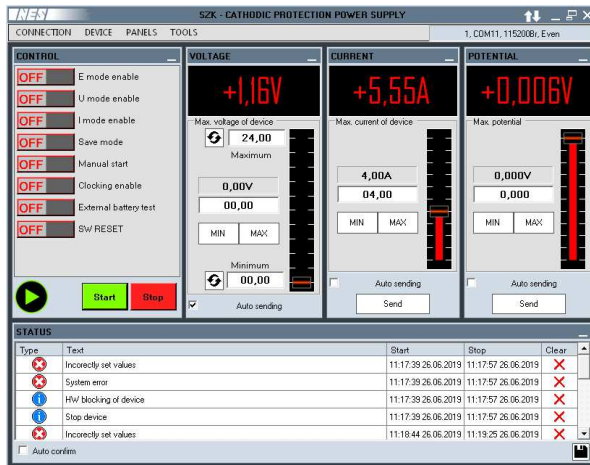 NES
SZK - CATHODIC PROTECTION POWER SUPPLY
CONNECTION DEVICE PANELS TOOLS
1, COM11, 115200Br, Even
CONTROL
OFF E mode enable
OFF U mode enable
OFF I mode enable
OFF Save mode
OFF Manual start
OFF Clocking enable
OFF External battery test
OFF SW RESET
Start Stop
VOLTAGE
+1,16V
Max. voltage of device
24,00
Maximum
0,00V
00,00
MIN MAX
Minimum
00,00
Auto sending
CURRENT
+5,55A
Max. current of device
4,00A
04,00
MIN MAX
Auto sending
Send
POTENTIAL
+0,006V
Max. potential
0,000V
0,000
MIN MAX
Auto sending
Send
STATUS
Type Text Start Stop Clear
Incorectly set values 11:17:39 26.06.2019 11:17:57 26.06.2019
System error 11:17:39 26.06.2019 11:17:57 26.06.2019
HW blocking of device 11:17:39 26.06.2019 11:17:57 26.06.2019
Stop device 11:17:39 26.06.2019 11:17:57 26.06.2019
Incorectly set values 11:18:44 26.06.2019 11:19:25 26.06.2019
Auto confirm